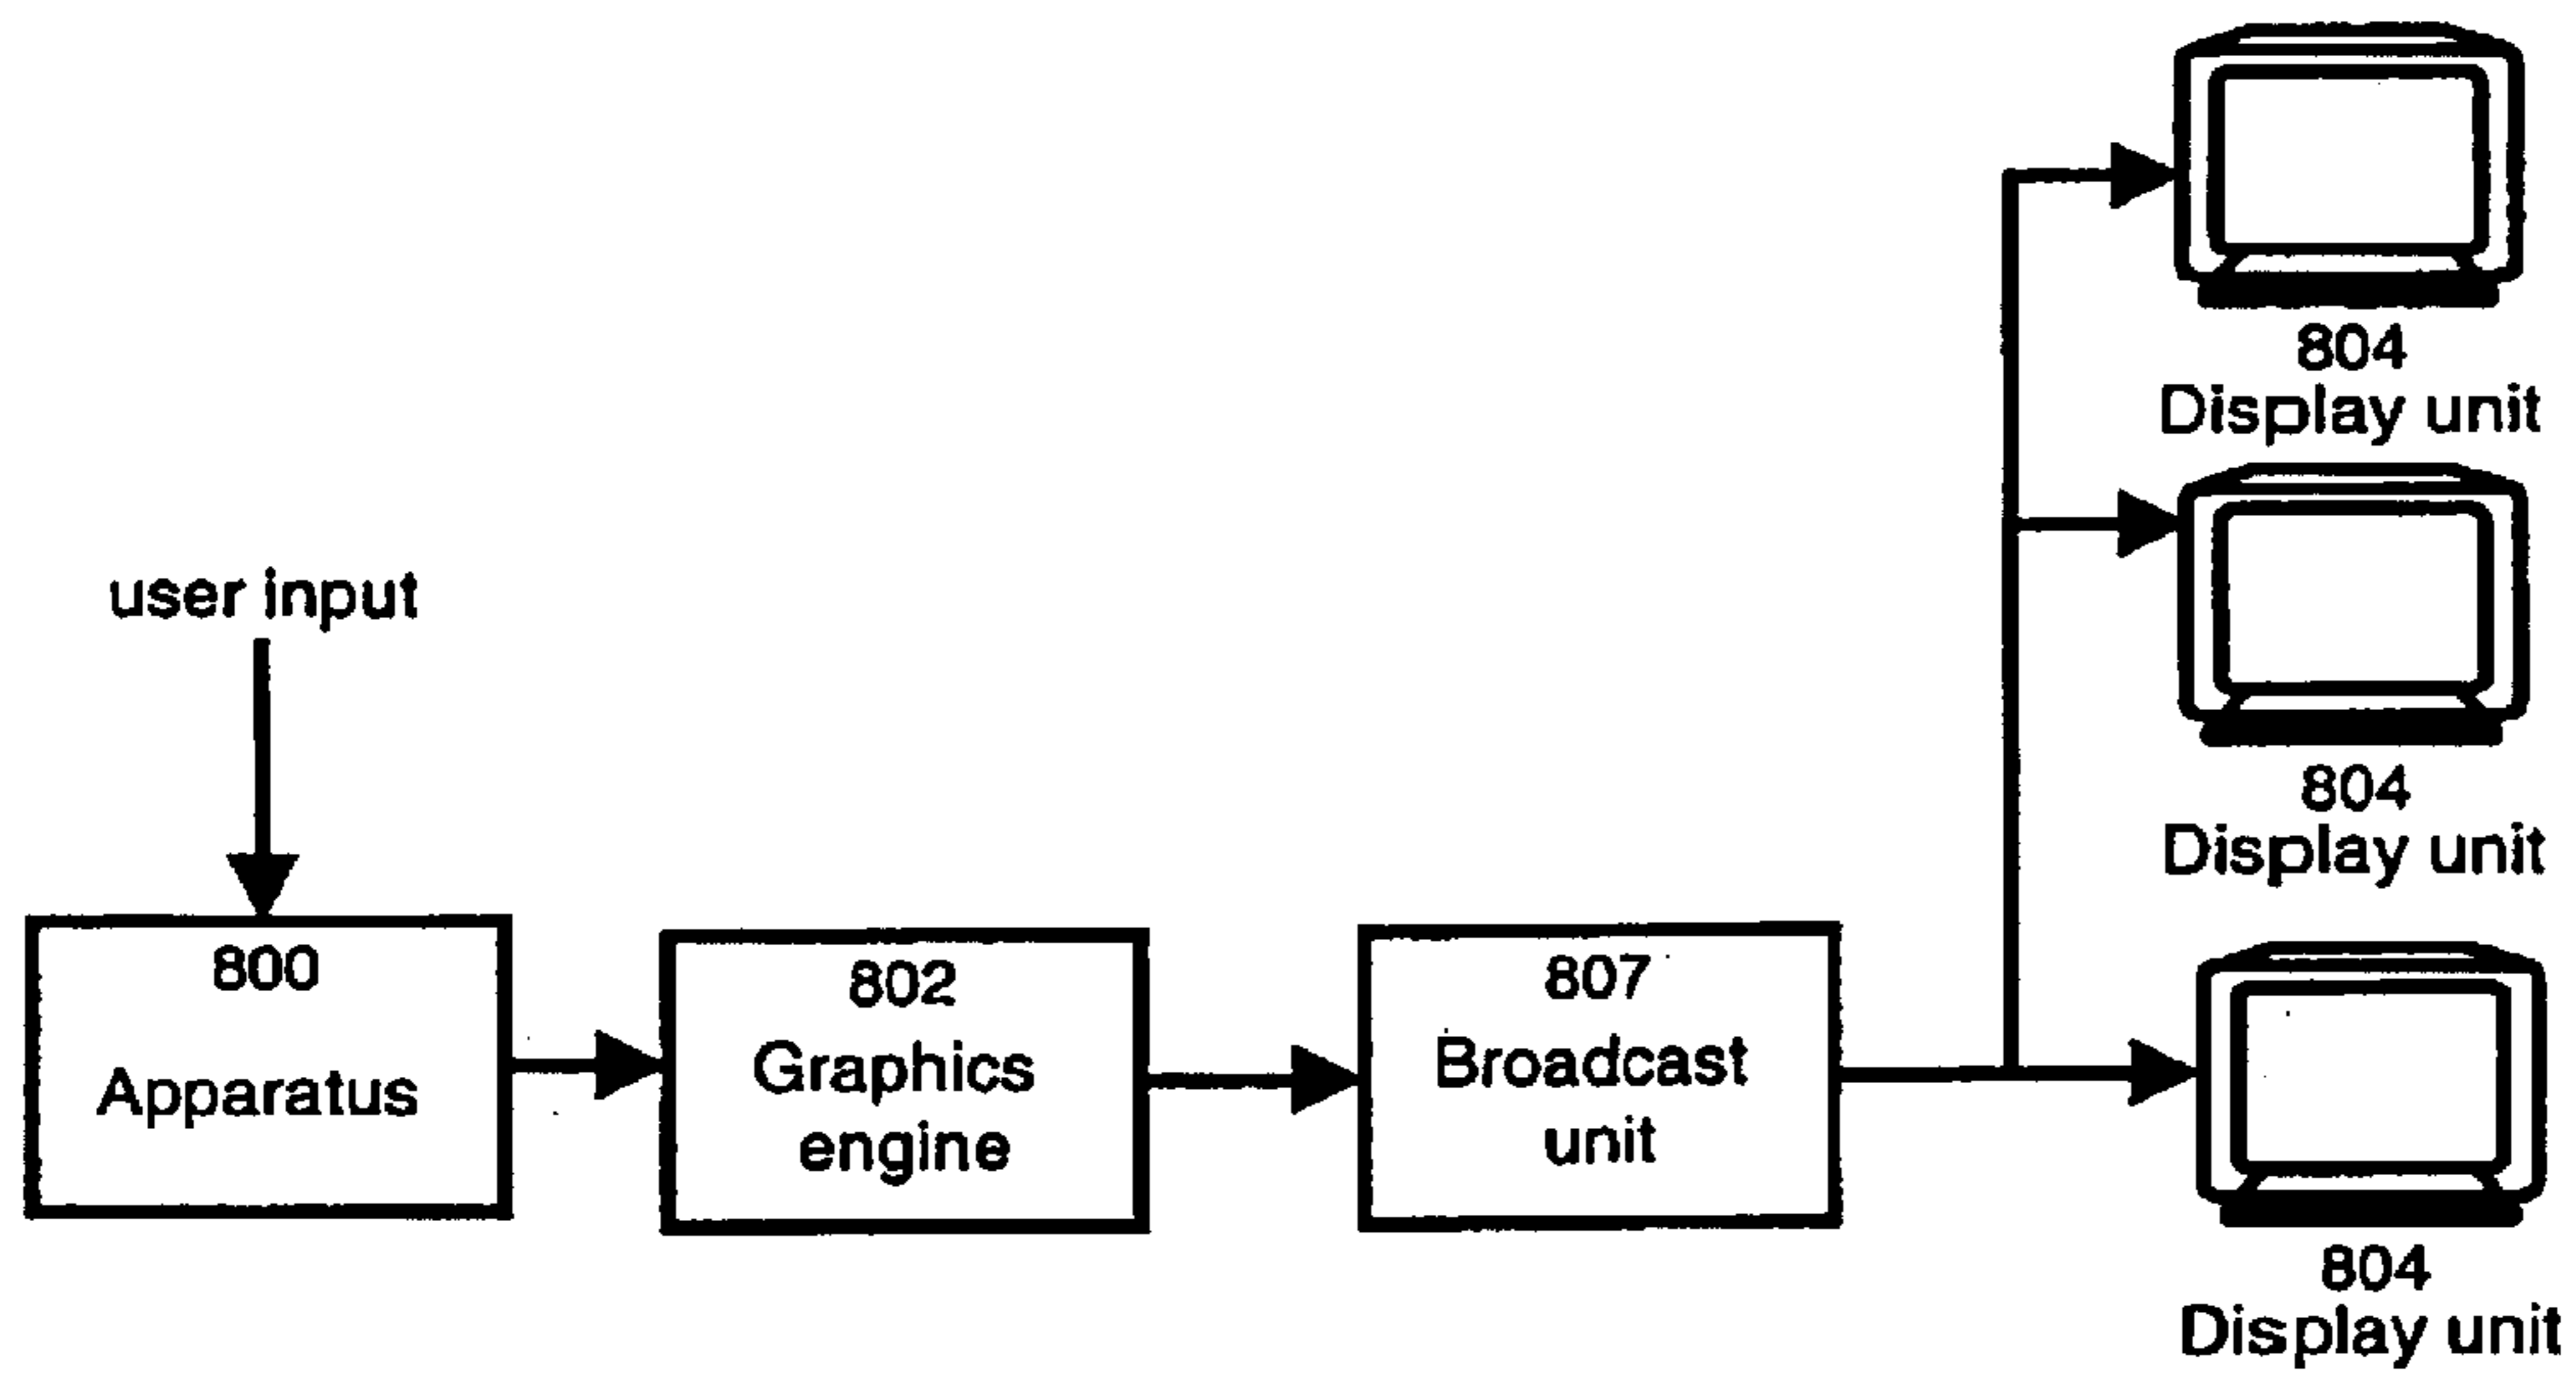 804
Display unit
804
Display unit
user input
800
Apparatus
802
Graphics
engine
807
Broadcast
unit
804
Display unit